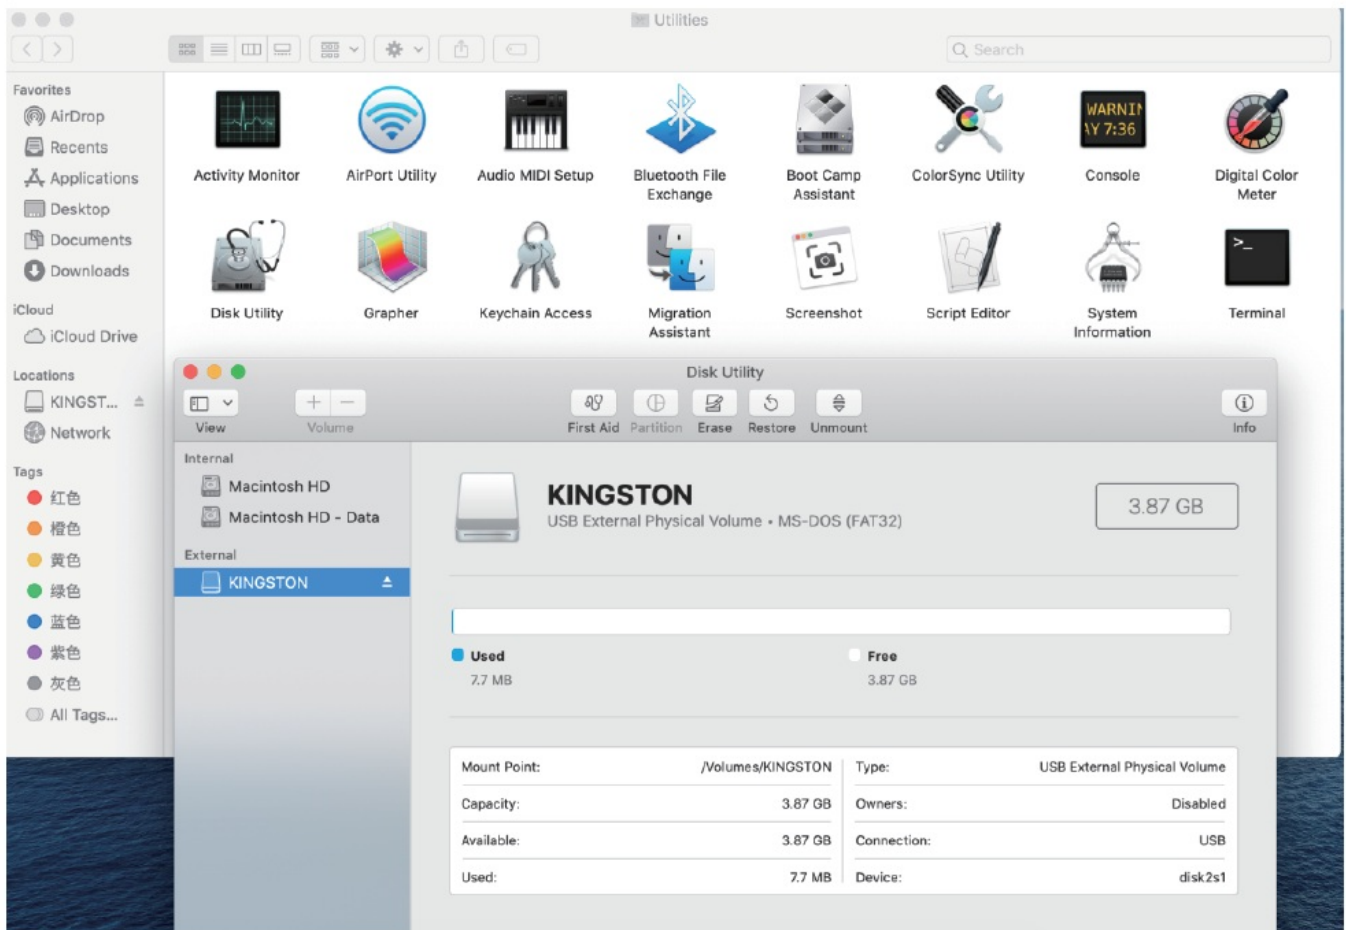 Utilities
Search
Favorites
AirDrop
Recents
Applications
Desktop
Documents
Downloads
iCloud
iCloud Drive
Locations
KINGST...
Network
Tags
红色
橙色
黄色
绿色
蓝色
紫色
灰色
All Tags...
WARNIN
AY 7:36
Activity Monitor
AirPort Utility
Audio MIDI Setup
Bluetooth File
Exchange
Boot Camp
Assistant
ColorSync Utility
Console
Digital Color
Meter
>_
Disk Utility
Grapher
Keychain Access
Migration
Assistant
Screenshot
Script Editor
System
Information
Terminal
Disk Utility
View
Volume
First Aid
Partition
Erase
Restore
Unmount
Info
Internal
Macintosh HD
Macintosh HD - Data
External
KINGSTON
KINGSTON
USB External Physical Volume • MS-DOS (FAT32)
3.87 GB
Used
7.7 MB
Free
3.87 GB
Mount Point: /Volumes/KINGSTON
Capacity: 3.87 GB
Available: 3.87 GB
Used: 7.7 MB
Type: USB External Physical Volume
Owners: Disabled
Connection: USB
Device: disk2s1